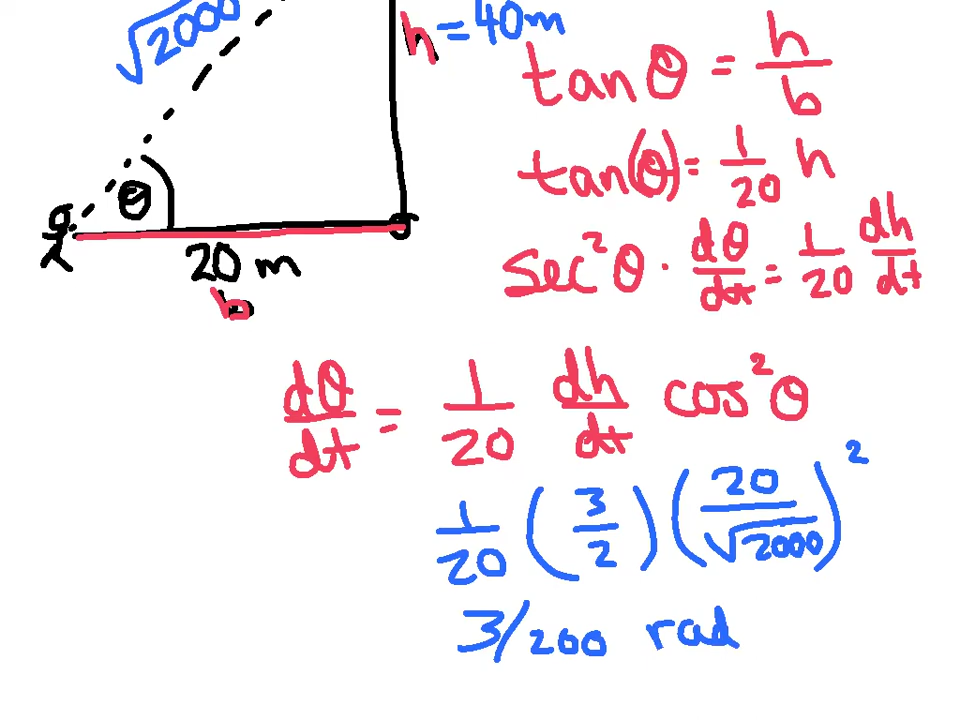 √2000
h = 40m
tan θ = h/b
θ
tan(θ) = 1/20 h
20 m
b
sec²θ · dθ/dt = 1/20 dh/dt
dθ/dt = 1/20 dh/dt cos²θ
1/20 (3/2) (20/√2000)²
3/200 rad